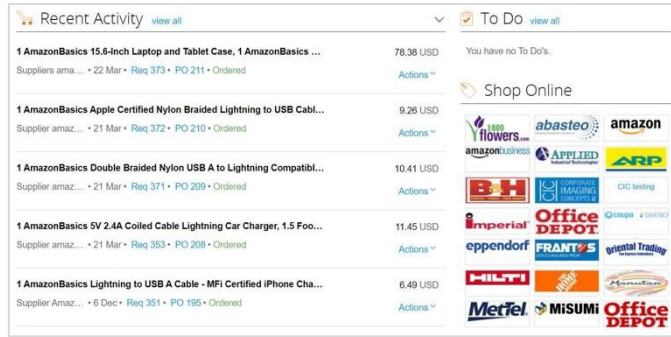 Recent Activity view all
1 AmazonBasics 15.6-Inch Laptop and Tablet Case, 1 AmazonBasics ... 78.38 USD
Suppliers ama... • 22 Mar • Req 373 • PO 211 • Ordered Actions
1 AmazonBasics Apple Certified Nylon Braided Lightning to USB Cabl... 9.26 USD
Supplier amaz... • 21 Mar • Req 372 • PO 210 • Ordered Actions
1 AmazonBasics Double Braided Nylon USB A to Lightning Compatibl... 10.41 USD
Supplier amaz... • 21 Mar • Req 371 • PO 209 • Ordered Actions
1 AmazonBasics 5V 2.4A Coiled Cable Lightning Car Charger, 1.5 Foo... 11.45 USD
Supplier amaz... • 21 Mar • Req 353 • PO 208 • Ordered Actions
1 AmazonBasics Lightning to USB A Cable - MFi Certified iPhone Cha... 6.49 USD
Supplier Amaz... • 6 Dec • Req 351 • PO 195 • Ordered Actions
To Do view all
You have no To Do's.
Shop Online
1800 flowers.com abasteo amazon
amazonbusiness APPLIED Industrial Technologies ARP
B&H CIC CORPORATE IMAGING CONCEPTS CIC testing
imperial Office DEPOT coupa
eppendorf FRANTOS Oriental Trading
HILTI Manutan
MetTel MiSUMi Office DEPOT